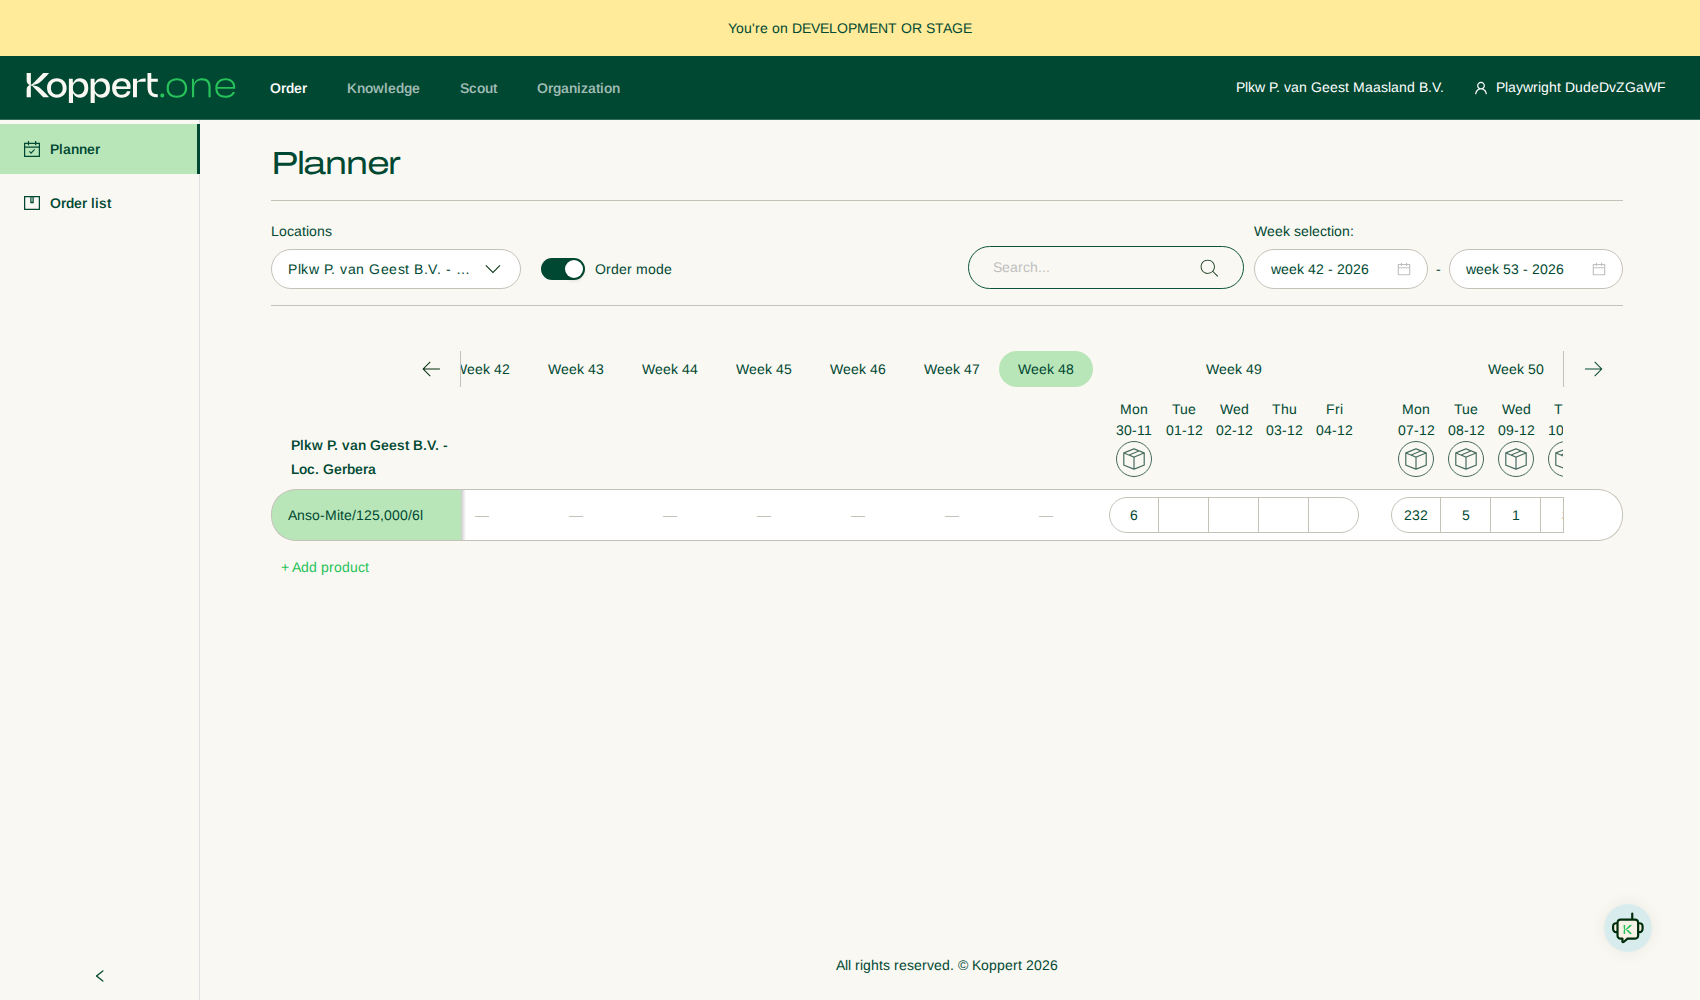 You're on DEVELOPMENT OR STAGE
Koppert.one
Order
Knowledge
Scout
Organization
Plkw P. van Geest Maasland B.V.
Playwright DudeDvZGaWF
Planner
Order list
Planner
Locations
Week selection:
Plkw P. van Geest B.V. - ...
Order mode
Search...
week 42 - 2026
-
week 53 - 2026
Week 42
Week 43
Week 44
Week 45
Week 46
Week 47
Week 48
Week 49
Week 50
Mon Tue Wed Thu Fri Mon Tue Wed T
30-11 01-12 02-12 03-12 04-12 07-12 08-12 09-12 10
Plkw P. van Geest B.V. -
Loc. Gerbera
Anso-Mite/125,000/6l — — — — — — — 6 232 5 1
+ Add product
All rights reserved. © Koppert 2026